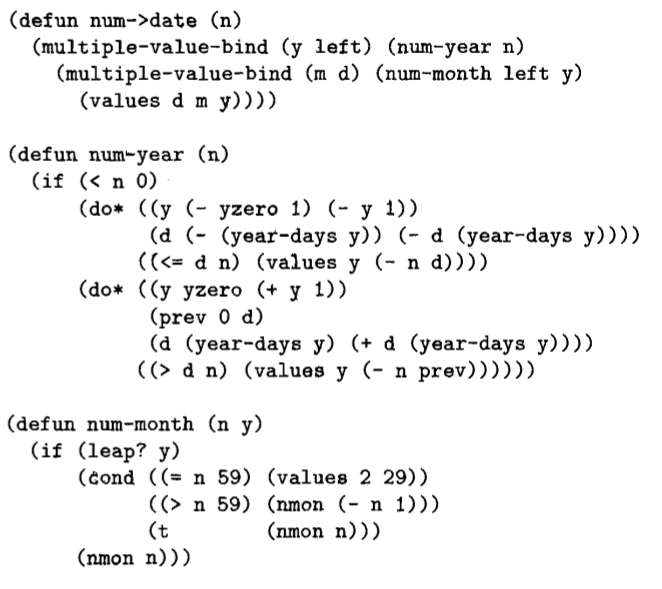 (defun num->date (n)
  (multiple-value-bind (y left) (num-year n)
    (multiple-value-bind (m d) (num-month left y)
      (values d m y))))

(defun num-year (n)
  (if (< n 0)
      (do* ((y (- yzero 1) (- y 1))
            (d (- (year-days y)) (- d (year-days y))))
           ((<= d n) (values y (- n d))))
      (do* ((y yzero (+ y 1))
            (prev 0 d)
            (d (year-days y) (+ d (year-days y))))
           ((> d n) (values y (- n prev))))))

(defun num-month (n y)
  (if (leap? y)
      (cond ((= n 59) (values 2 29))
            ((> n 59) (nmon (- n 1)))
            (t        (nmon n)))
      (nmon n)))